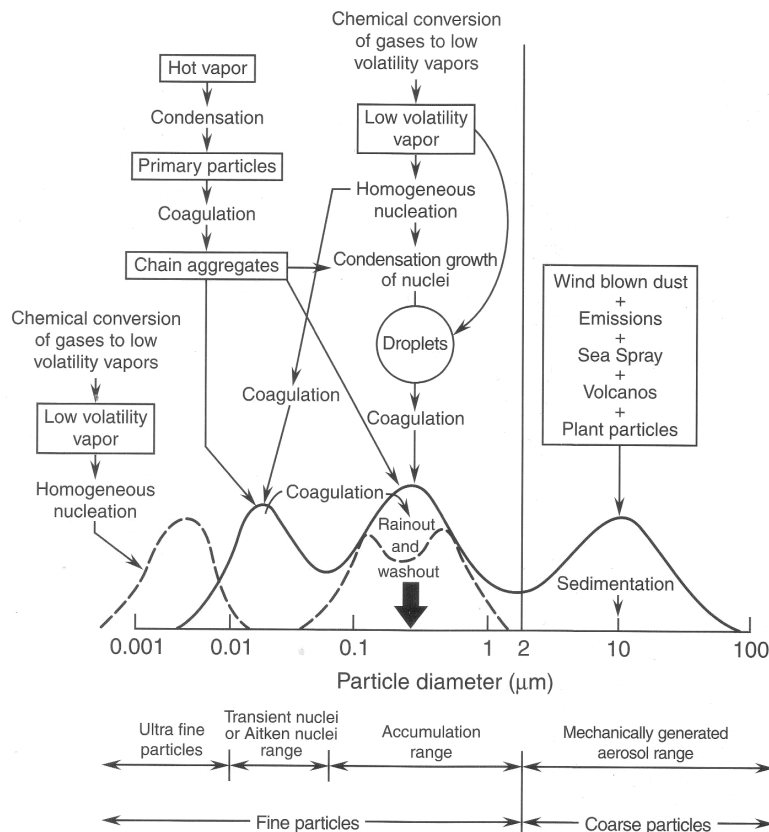 Chemical conversion
of gases to low
volatility vapors
Hot vapor
Condensation
Low volatility
vapor
Primary particles
Homogeneous
nucleation
Coagulation
Chain aggregates
Condensation growth
of nuclei
Wind blown dust
+
Emissions
+
Sea Spray
+
Volcanos
+
Plant particles
Chemical conversion
of gases to low
volatility vapors
Droplets
Coagulation
Low volatility
vapor
Coagulation
Homogeneous
nucleation
Coagulation
Rainout
and
washout
Sedimentation
0.001 0.01 0.1 1 2 10 100
Particle diameter (μm)
Ultra fine
particles
Transient nuclei
or Aitken nuclei
range
Accumulation
range
Mechanically generated
aerosol range
Fine particles
Coarse particles